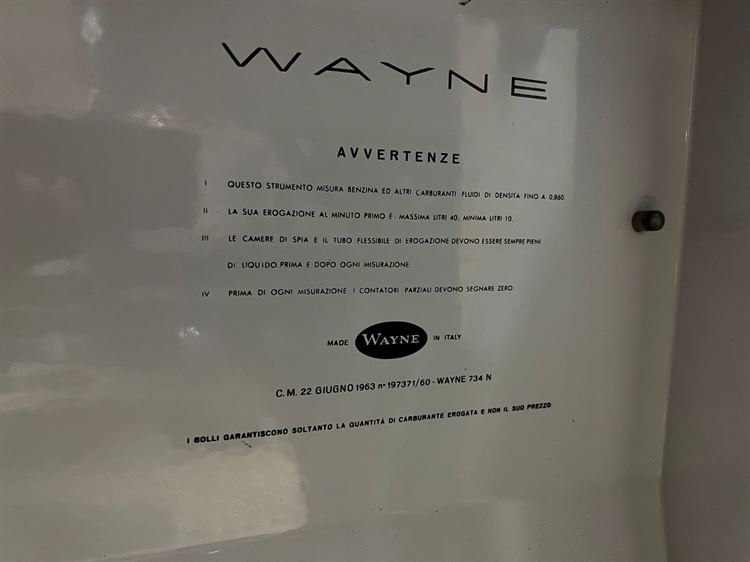 WAYNE
AVVERTENZE
I QUESTO STRUMENTO MISURA BENZINA ED ALTRI CARBURANTI FLUIDI DI DENSITÀ FINO A 0,860.
II LA SUA EROGAZIONE AL MINUTO PRIMO È: MASSIMA LITRI 40; MINIMA LITRI 10.
III LE CAMERE DI SPIA E IL TUBO FLESSIBILE DI EROGAZIONE DEVONO ESSERE SEMPRE PIENI
DI LIQUIDO.PRIMA E DOPO OGNI MISURAZIONE.
IV PRIMA DI OGNI MISURAZIONE I CONTATORI PARZIALI DEVONO SEGNARE ZERO.
MADE WAYNE IN ITALY
C.M. 22 GIUGNO 1963 n° 197371/60 - WAYNE 734 N
I BOLLI GARANTISCONO SOLTANTO LA QUANTITÀ DI CARBURANTE EROGATA E NON IL SUO PREZZO